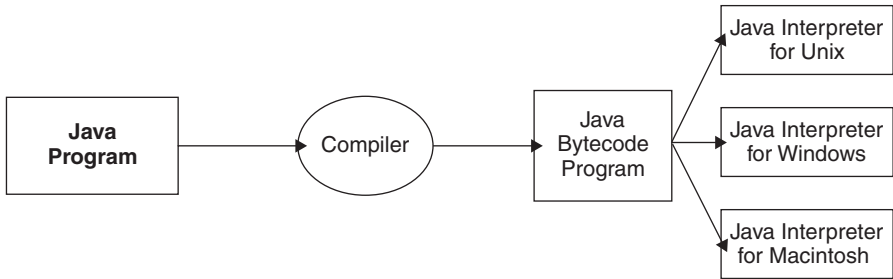 Java
Program
Compiler
Java
Bytecode
Program
Java Interpreter
for Unix
Java Interpreter
for Windows
Java Interpreter
for Macintosh